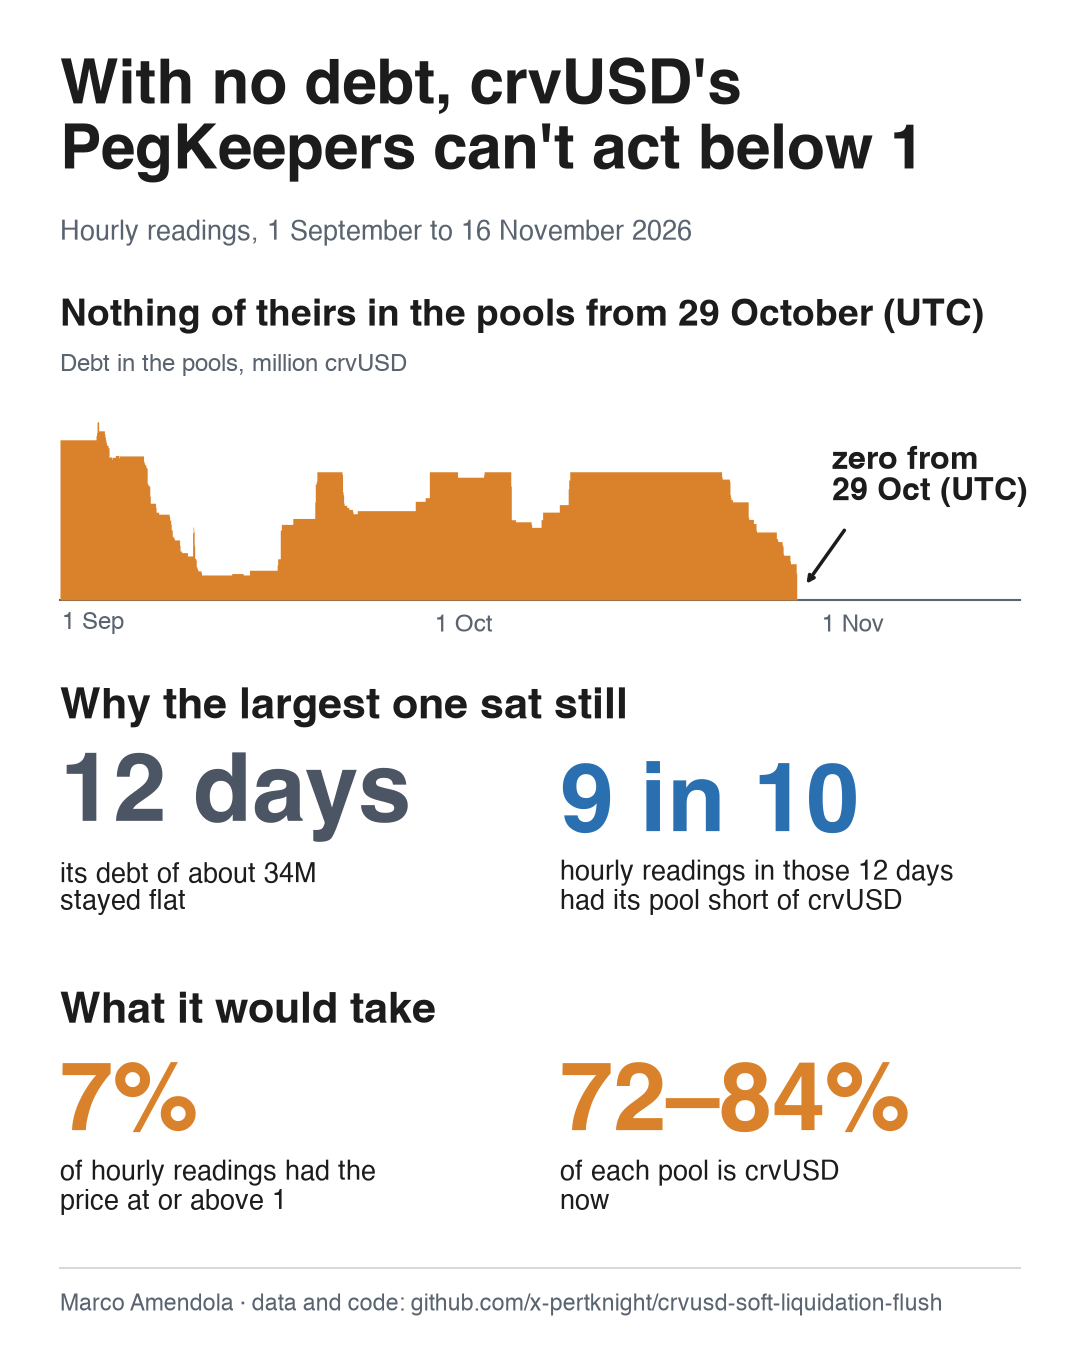 With no debt, crvUSD's
PegKeepers can't act below 1
Hourly readings, 1 September to 16 November 2026
Nothing of theirs in the pools from 29 October (UTC)
Debt in the pools, million crvUSD
zero from
29 Oct (UTC)
1 Sep
1 Oct
1 Nov
Why the largest one sat still
12 days
its debt of about 34M
stayed flat
9 in 10
hourly readings in those 12 days
had its pool short of crvUSD
What it would take
7%
of hourly readings had the
price at or above 1
72–84%
of each pool is crvUSD
now
Marco Amendola · data and code: github.com/x-pertknight/crvusd-soft-liquidation-flush